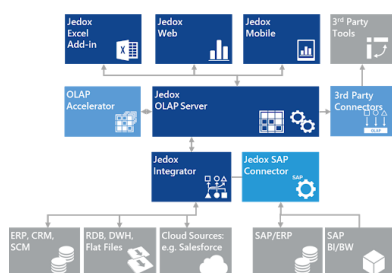 Jedox
Excel
Add-in
Jedox
Web
Jedox
Mobile
3rd Party
Tools
OLAP
Accelerator
Jedox
OLAP Server
3rd Party
Connectors
OLAP
Jedox
Integrator
Jedox SAP
Connector
SAP
ERP, CRM,
SCM
RDB, DWH,
Flat Files
Cloud Sources:
e.g. Salesforce
SAP/ERP
SAP
BI/BW